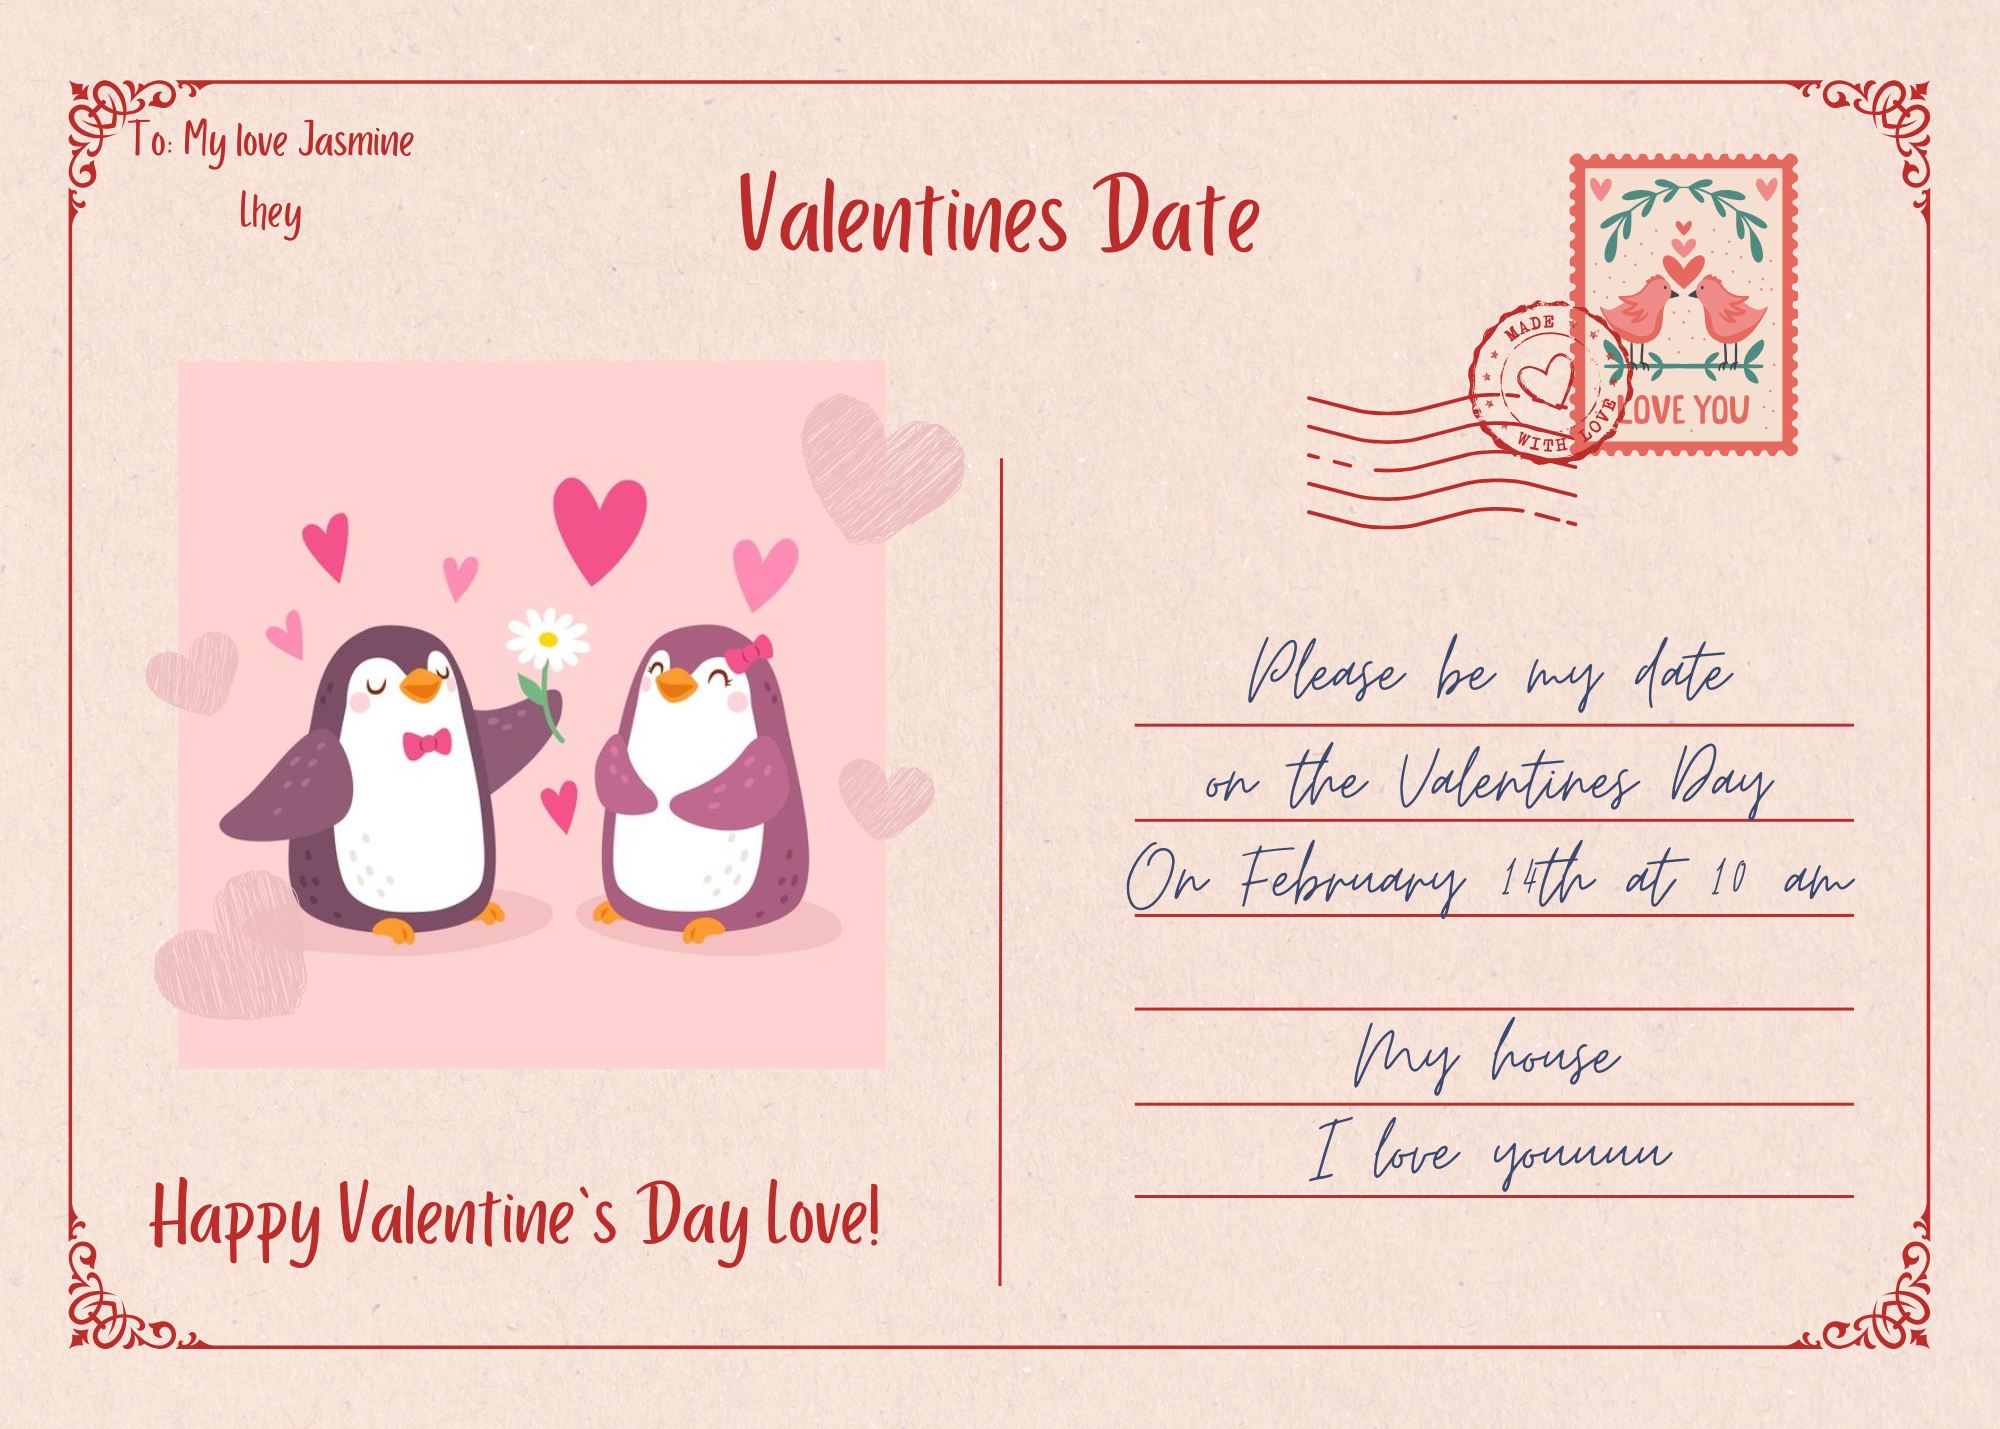 To: My love Jasmine
Lhey
Valentines Date
MADE
WITH LOVE
LOVE YOU
Please be my date
on the Valentines Day
On February 14th at 10 am
My house
I love youuuuu
Happy Valentine`s Day Love!